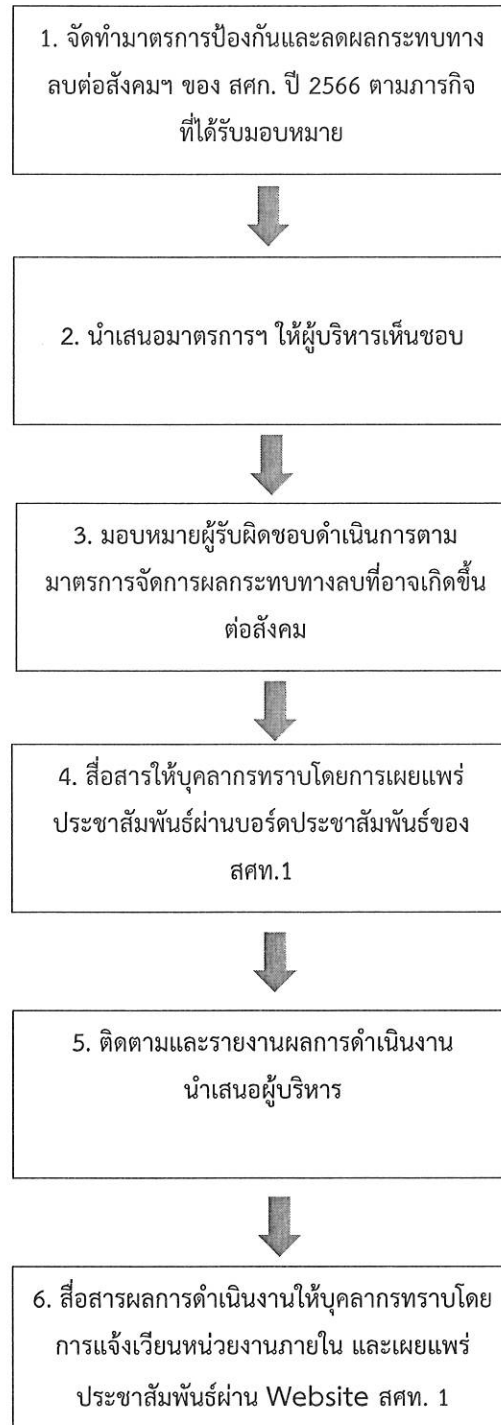 1. จัดทำมาตรการป้องกันและลดผลกระทบทาง
ลบต่อสังคมฯ ของ สศก. ปี 2566 ตามภารกิจ
ที่ได้รับมอบหมาย
2. นำเสนอมาตรการฯ ให้ผู้บริหารเห็นชอบ
3. มอบหมายผู้รับผิดชอบดำเนินการตาม
มาตรการจัดการผลกระทบทางลบที่อาจเกิดขึ้น
ต่อสังคม
4. สื่อสารให้บุคลากรทราบโดยการเผยแพร่
ประชาสัมพันธ์ผ่านบอร์ดประชาสัมพันธ์ของ
สศท.1
5. ติดตามและรายงานผลการดำเนินงาน
นำเสนอผู้บริหาร
6. สื่อสารผลการดำเนินงานให้บุคลากรทราบโดย
การแจ้งเวียนหน่วยงานภายใน และเผยแพร่
ประชาสัมพันธ์ผ่าน Website สศท. 1